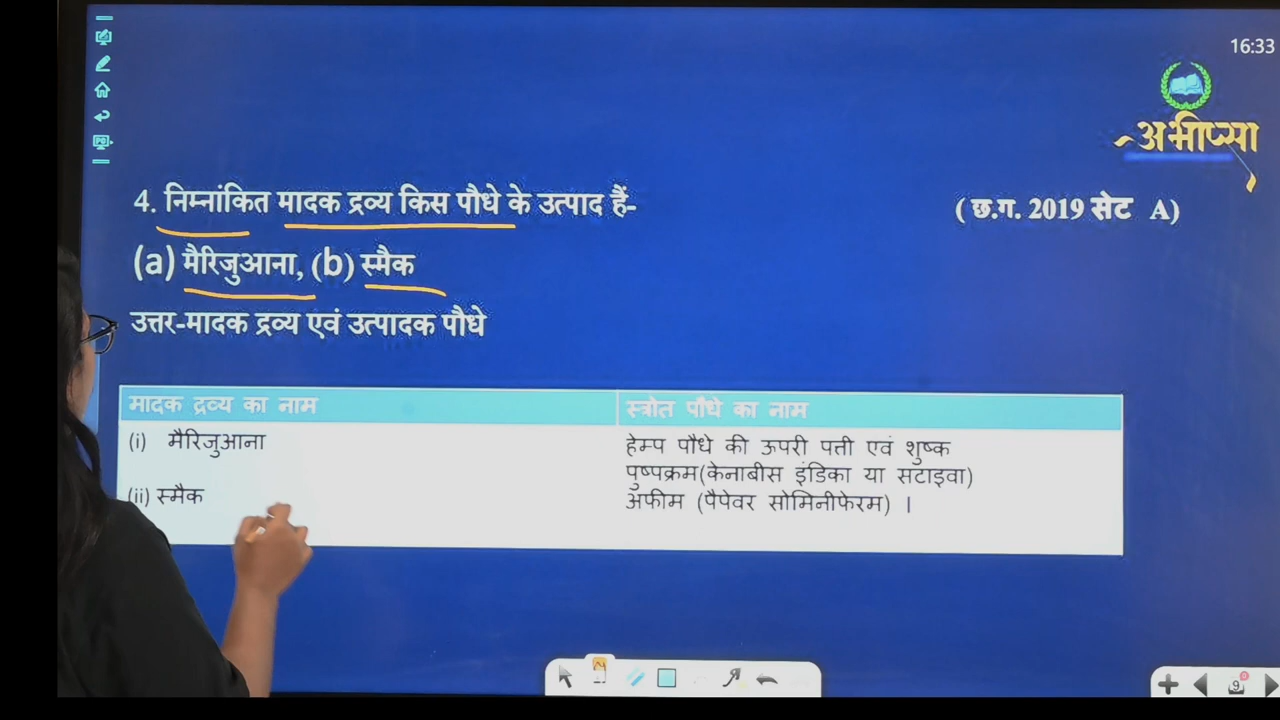 16:33
अभीप्सा
4. निम्नांकित मादक द्रव्य किस पौधे के उत्पाद हैं- ( छ.ग. 2019 सेट A)
(a) मैरिजुआना, (b) स्मैक
उत्तर-मादक द्रव्य एवं उत्पादक पौधे
मादक द्रव्य का नाम स्त्रोत पौधे का नाम
(i) मैरिजुआना हेम्प पौधे की ऊपरी पत्ती एवं शुष्क
पुष्पक्रम(केनाबीस इंडिका या सटाइवा)
(ii) स्मैक अफीम (पैपेवर सोमिनीफेरम) ।
9